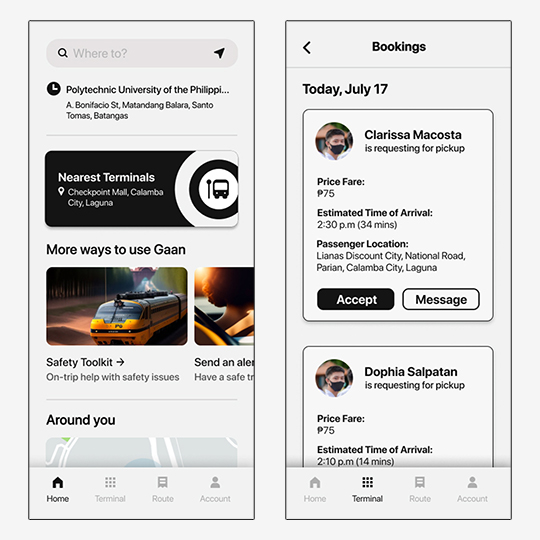 Where to?
Polytechnic University of the Philippi...
A. Bonifacio St, Matandang Balara, Santo
Tomas, Batangas
Nearest Terminals
Checkpoint Mall, Calamba
City, Laguna
More ways to use Gaan
Safety Toolkit →
On-trip help with safety issues
Send an aler
Have a safe tr
Around you
Home
Terminal
Route
Account
Bookings
Today, July 17
Clarissa Macosta
is requesting for pickup
Price Fare:
₱75
Estimated Time of Arrival:
2:30 p.m (34 mins)
Passenger Location:
Lianas Discount City, National Road,
Parian, Calamba City, Laguna
Accept
Message
Dophia Salpatan
is requesting for pickup
Price Fare:
₱75
Estimated Time of Arrival:
2:10 p.m (14 mins)
Home
Terminal
Route
Account